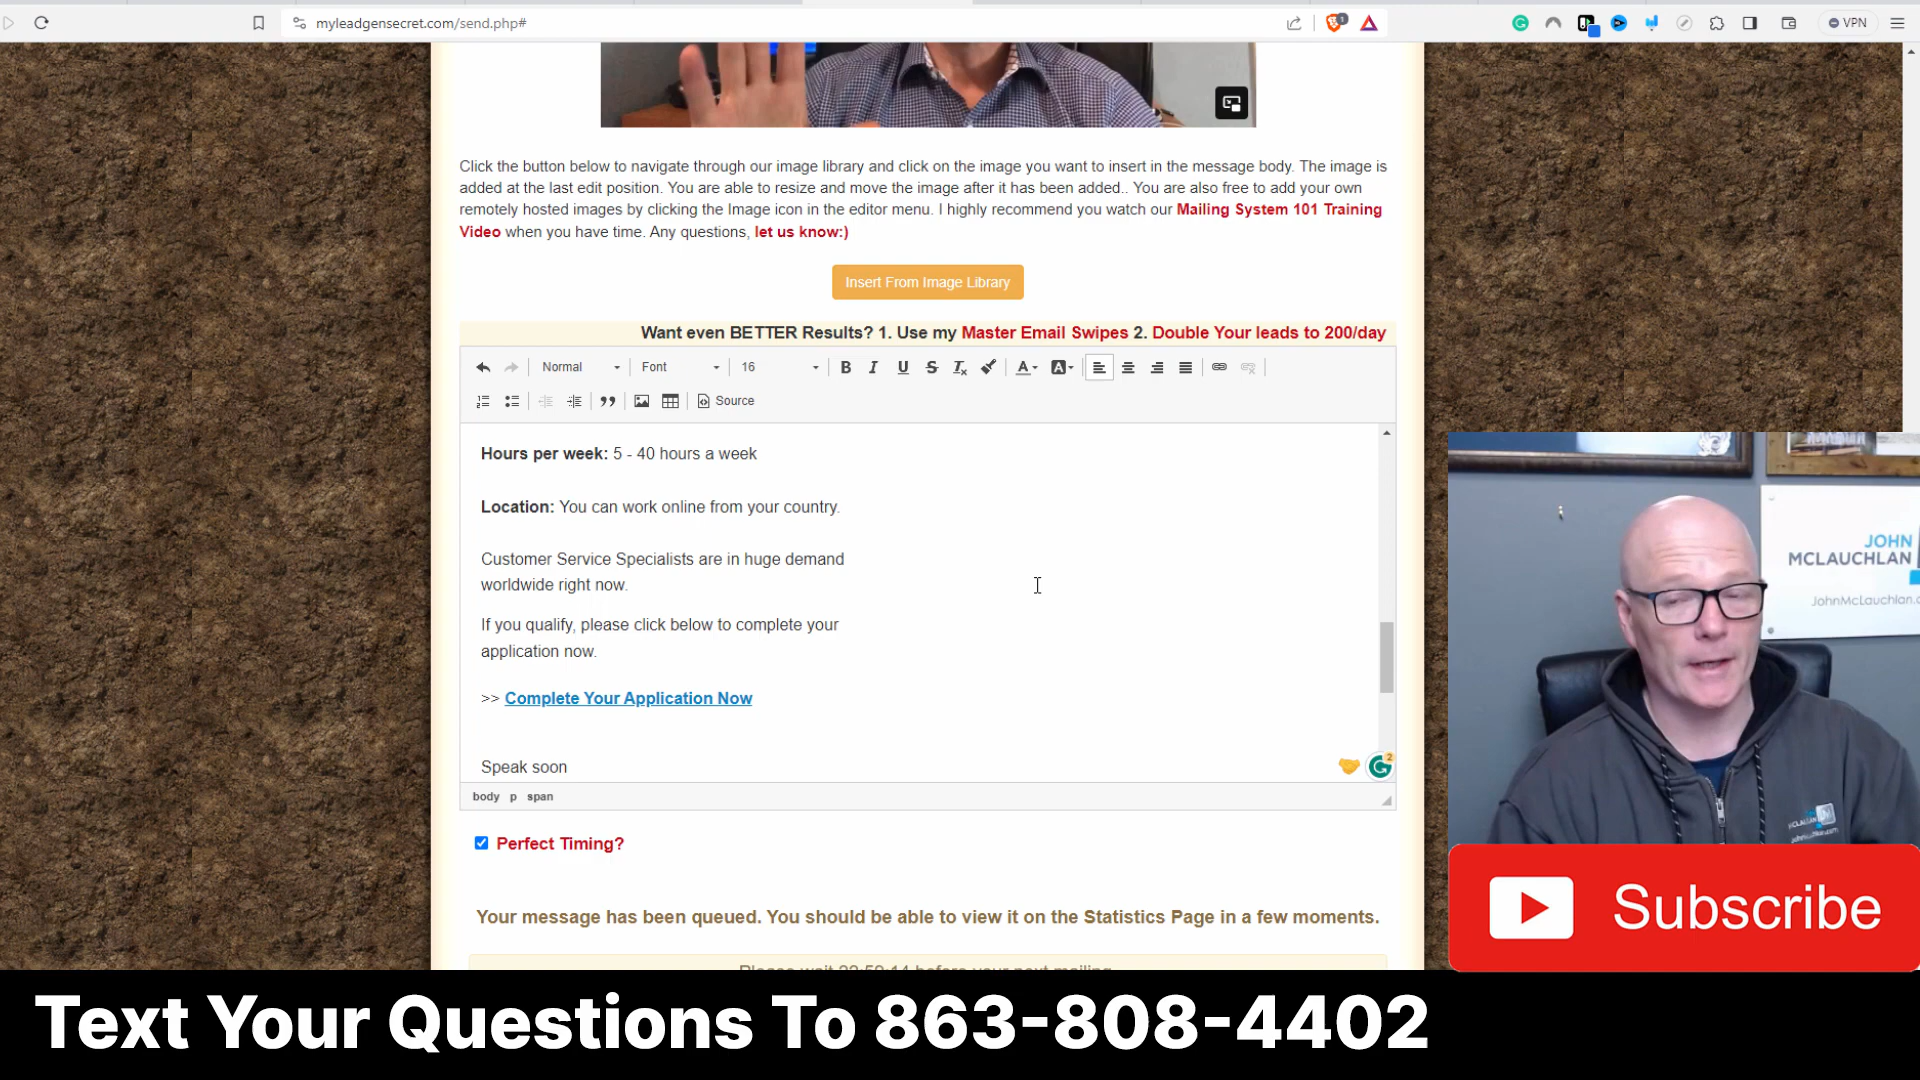 myleadgensecret.com/send.php#
1
VPN
Click the button below to navigate through our image library and click on the image you want to insert in the message body. The image is
added at the last edit position. You are able to resize and move the image after it has been added.. You are also free to add your own
remotely hosted images by clicking the Image icon in the editor menu. I highly recommend you watch our Mailing System 101 Training
Video when you have time. Any questions, let us know:)
Insert From Image Library
Want even BETTER Results? 1. Use my Master Email Swipes 2. Double Your leads to 200/day
Normal Font 16 B I U S Ix A A
Source
Hours per week: 5 - 40 hours a week
Location: You can work online from your country.
Customer Service Specialists are in huge demand
worldwide right now.
If you qualify, please click below to complete your
application now.
>> Complete Your Application Now
Speak soon
2
body p span
Perfect Timing?
Your message has been queued. You should be able to view it on the Statistics Page in a few moments.
JOHN
MCLAUCHLAN
Subscribe
Text Your Questions To 863-808-4402